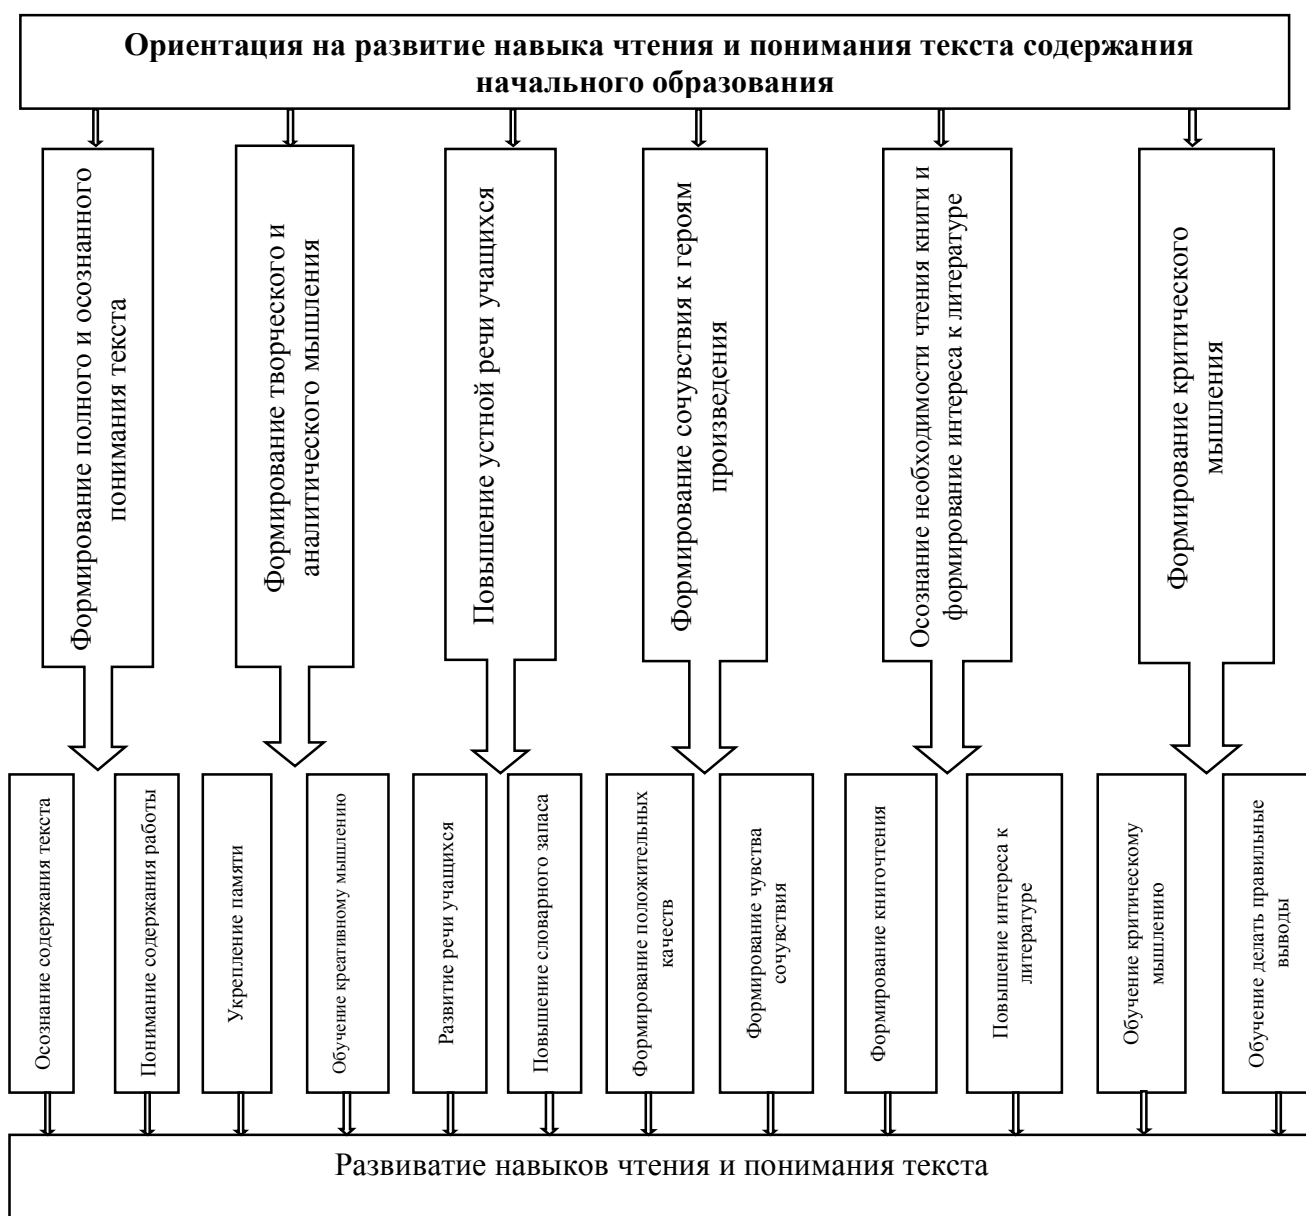 Ориентация на развитие навыка чтения и понимания текста содержания
начального образования
Формирование полного и осознанного
понимания текста
Формирование творческого и
аналитического мышления
Повышение устной речи учащихся
Формирование сочувствия к героям
произведения
Осознание необходимости чтения книги и
формирование интереса к литературе
Формирование критического
мышления
Осознание содержания текста
Понимание содержания работы
Укрепление памяти
Обучение креативному мышлению
Развитие речи учащихся
Повышение словарного запаса
Формирование положительных
качеств
Формирование чувства
сочувствия
Формирование книгочтения
Повышение интереса к
литературе
Обучение критическому
мышлению
Обучение делать правильные
выводы
Развиватие навыков чтения и понимания текста